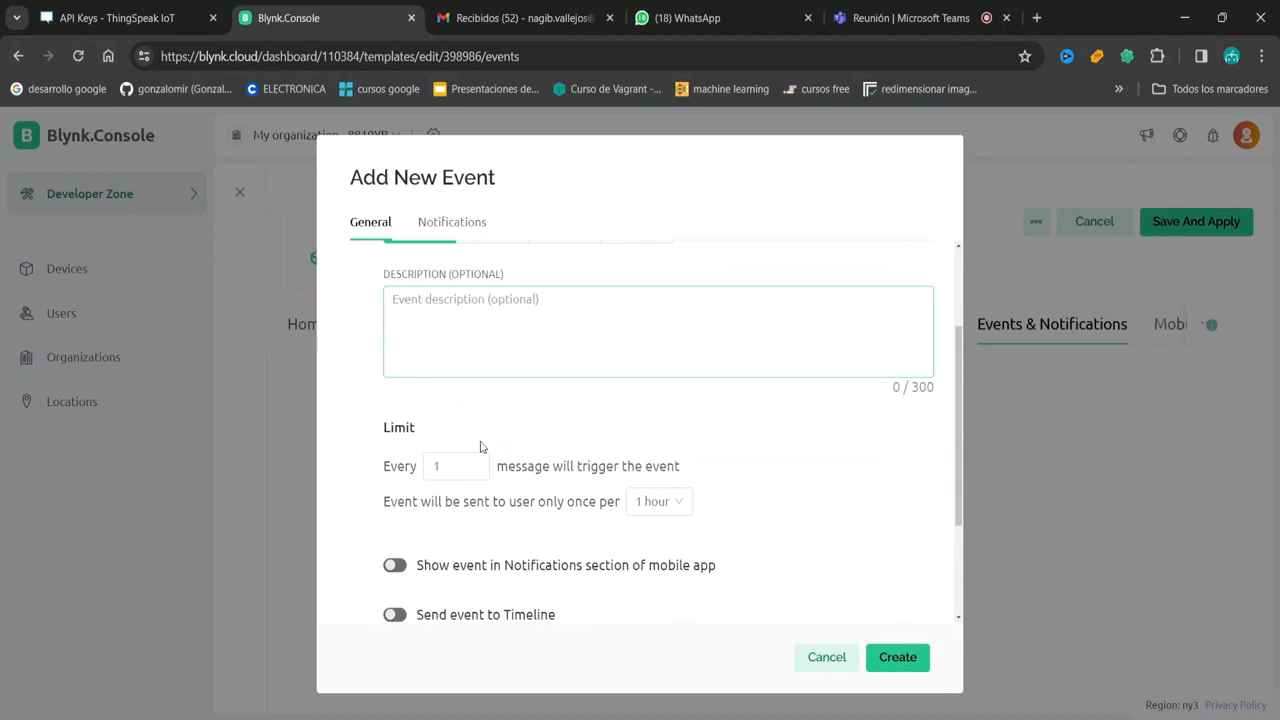 API Keys - ThingSpeak IoT
Blynk.Console
Recibidos (52) - nagib.vallejos@
(18) WhatsApp
Reunión | Microsoft Teams
https://blynk.cloud/dashboard/110384/templates/edit/398986/events
desarrollo google
gonzalomir (Gonzal...
ELECTRONICA
cursos google
Presentaciones de...
Curso de Vagrant -...
machine learning
cursos free
redimensionar imag...
»
Todos los marcadores
B Blynk.Console
My organization
Developer Zone
Devices
Users
Organizations
Locations
Cancel
Save And Apply
Hom
Events & Notifications
Mobi
Add New Event
General
Notifications
DESCRIPTION (OPTIONAL)
Event description (optional)
0 / 300
Limit
Every 1 message will trigger the event
Event will be sent to user only once per 1 hour
Show event in Notifications section of mobile app
Send event to Timeline
Cancel
Create
Region: ny3 Privacy Policy